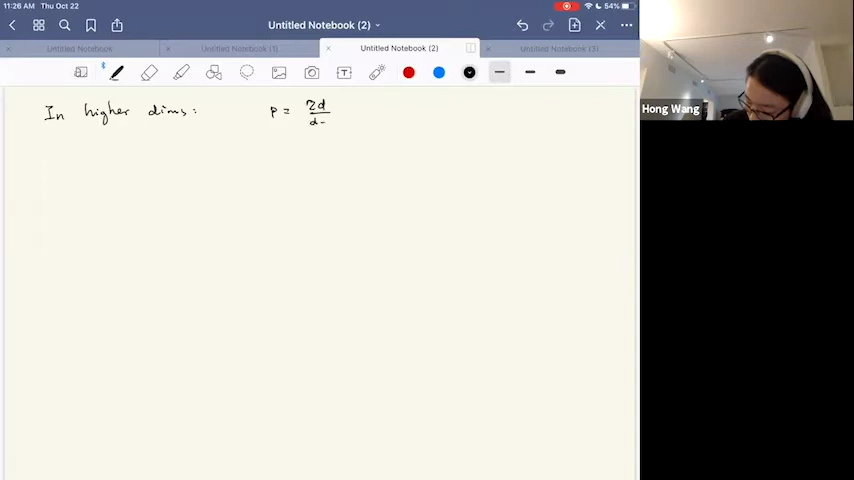 11:26 AM Thu Oct 22
54%
Untitled Notebook (2)
Untitled Notebook
Untitled Notebook (1)
Untitled Notebook (2)
Untitled Notebook (3)
In higher dims: p = 2d/d-
Hong Wang